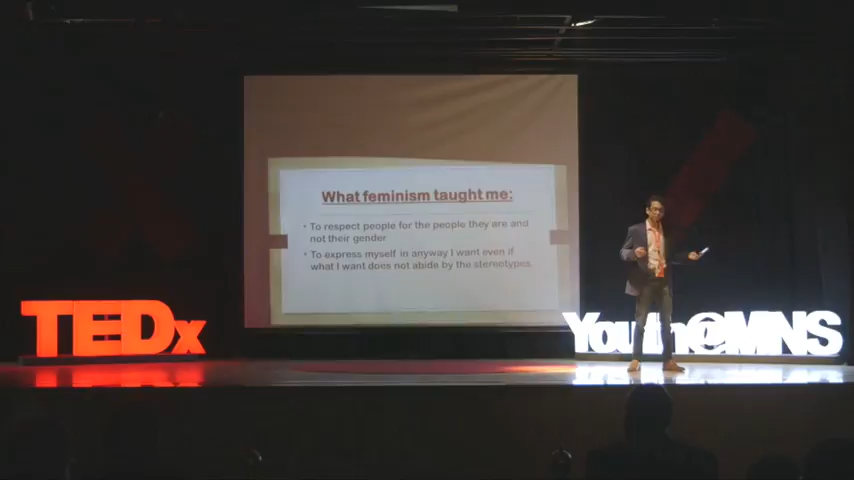 What feminism taught me:
• To respect people for the people they are and
not their gender
• To express myself in anyway I want even if
what I want does not abide by the stereotypes.
TEDx
Youth@MNS